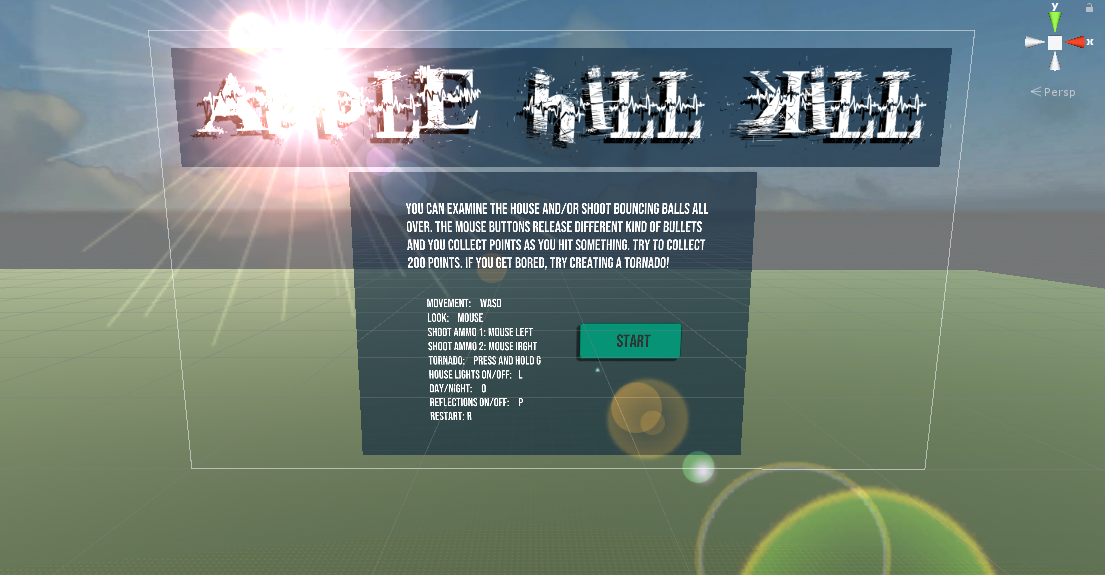 y
x
Persp
APPLE hiLL KiLL
YOU CAN EXAMINE THE HOUSE AND/OR SHOOT BOUNCING BALLS ALL
OVER. THE MOUSE BUTTONS RELEASE DIFFERENT KIND OF BULLETS
AND YOU COLLECT POINTS AS YOU HIT SOMETHING. TRY TO COLLECT
200 POINTS. IF YOU GET BORED, TRY CREATING A TORNADO!
MOVEMENT: WASD
LOOK: MOUSE
SHOOT AMMO 1: MOUSE LEFT
SHOOT AMMO 2: MOUSE IRGHT
TORNADO: PRESS AND HOLD G
HOUSE LIGHTS ON/OFF: L
DAY/NIGHT: O
REFLECTIONS ON/OFF: P
RESTART: R
START